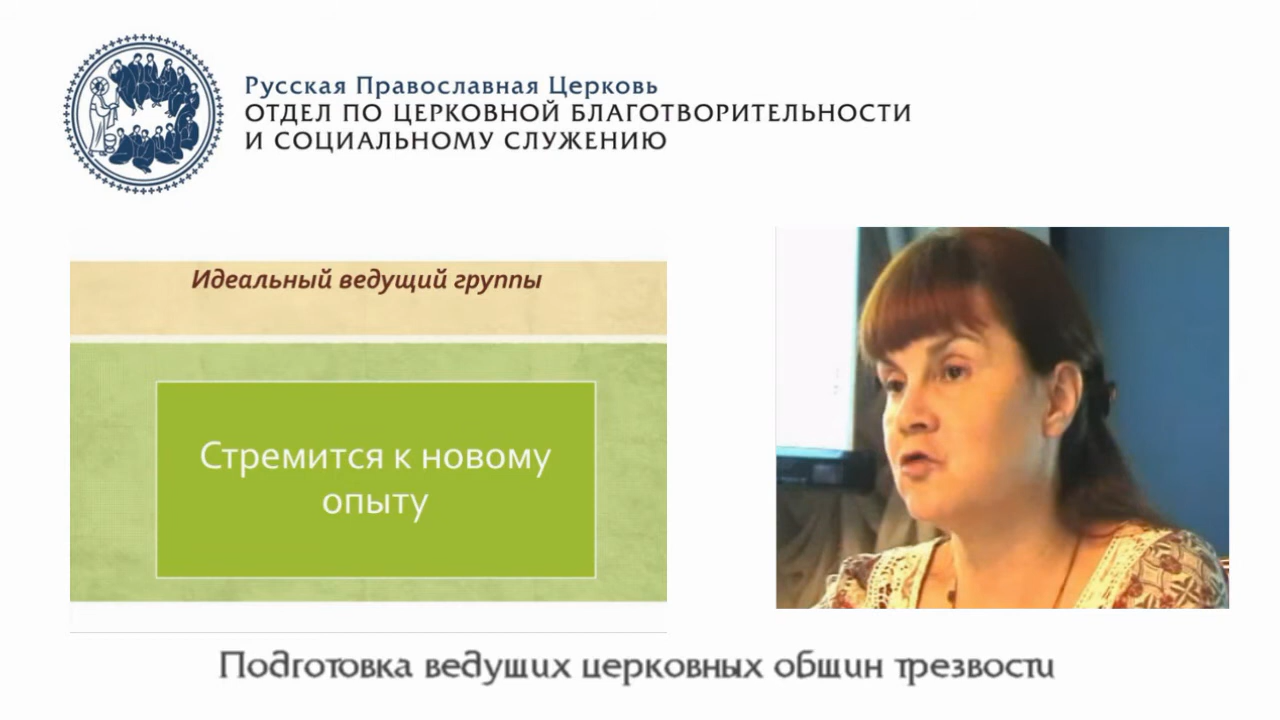 Русская Православная Церковь
ОТДЕЛ ПО ЦЕРКОВНОЙ БЛАГОТВОРИТЕЛЬНОСТИ
И СОЦИАЛЬНОМУ СЛУЖЕНИЮ
Идеальный ведущий группы
Стремится к новому
опыту
Подготовка ведущих церковных общин трезвости